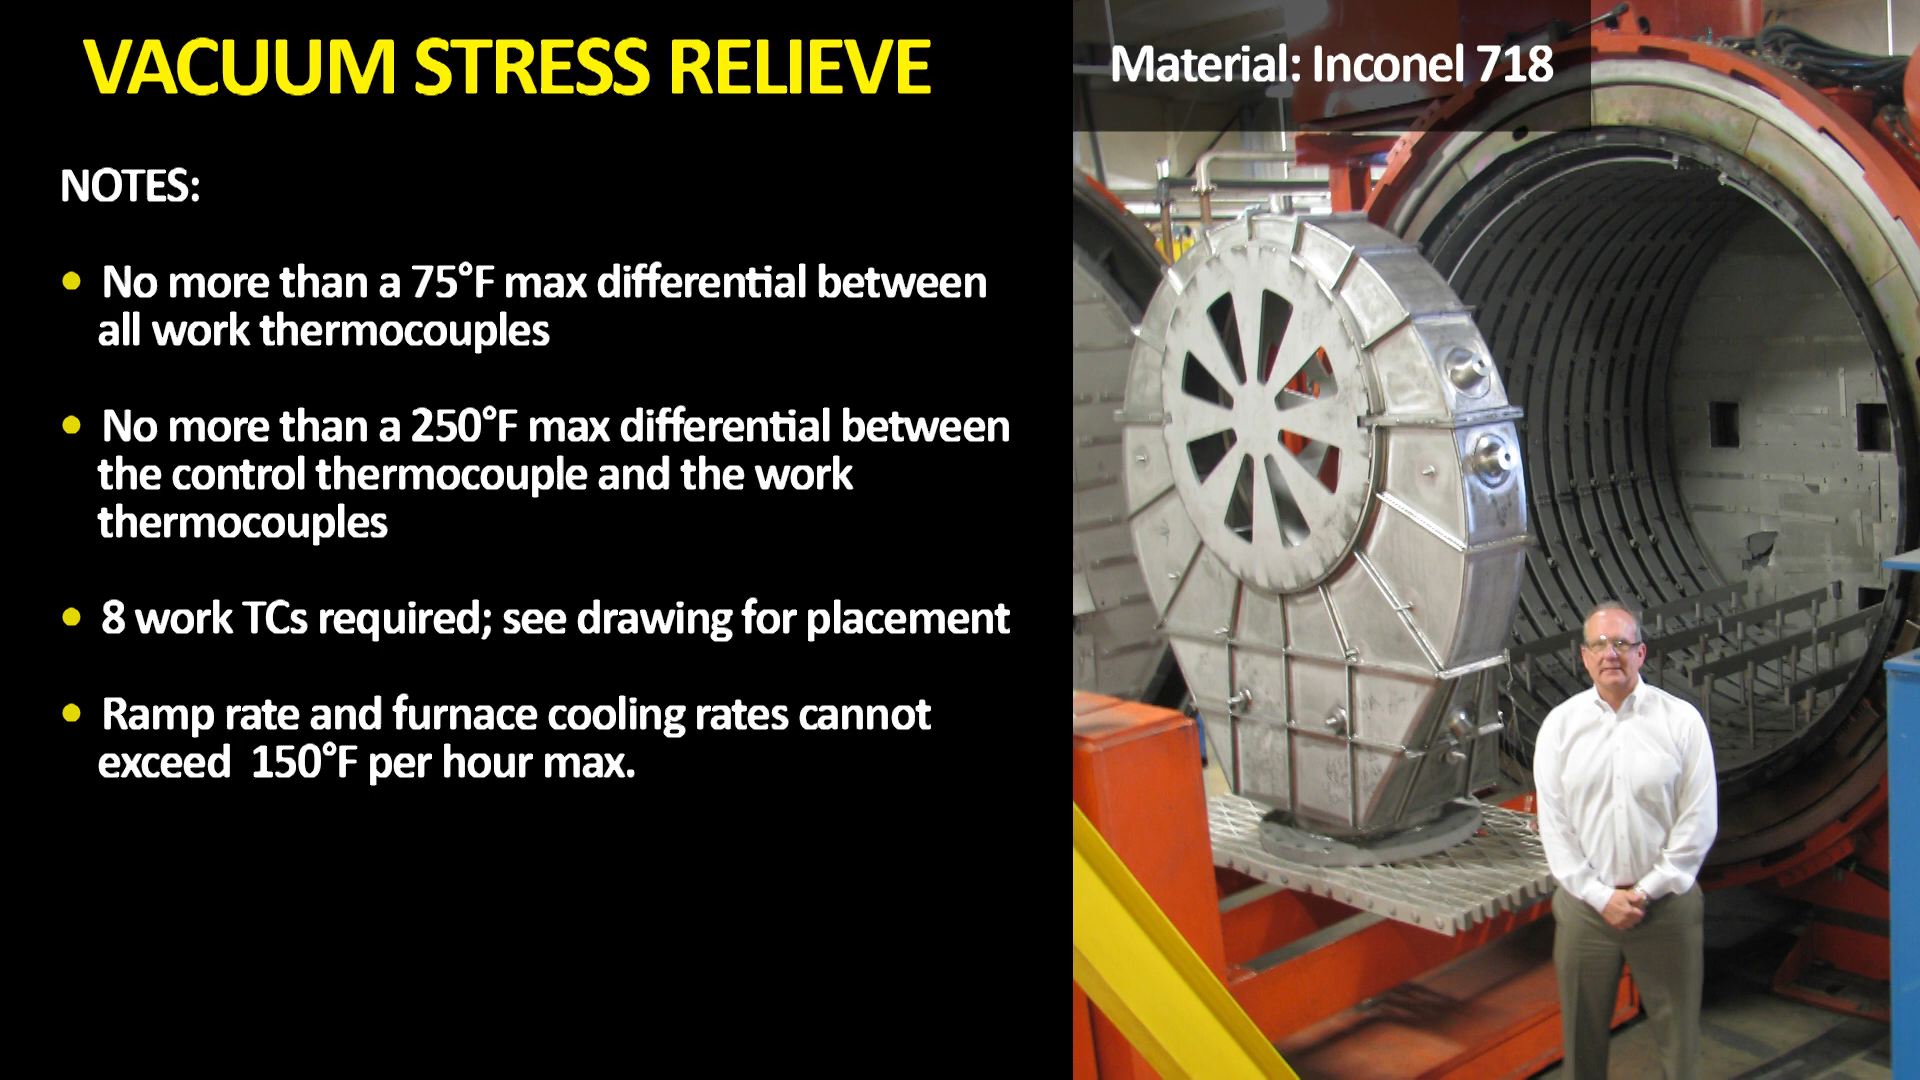 VACUUM STRESS RELIEVE
Material: Inconel 718
NOTES:
• No more than a 75°F max differential between
all work thermocouples
• No more than a 250°F max differential between
the control thermocouple and the work
thermocouples
• 8 work TCs required; see drawing for placement
• Ramp rate and furnace cooling rates cannot
exceed  150°F per hour max.